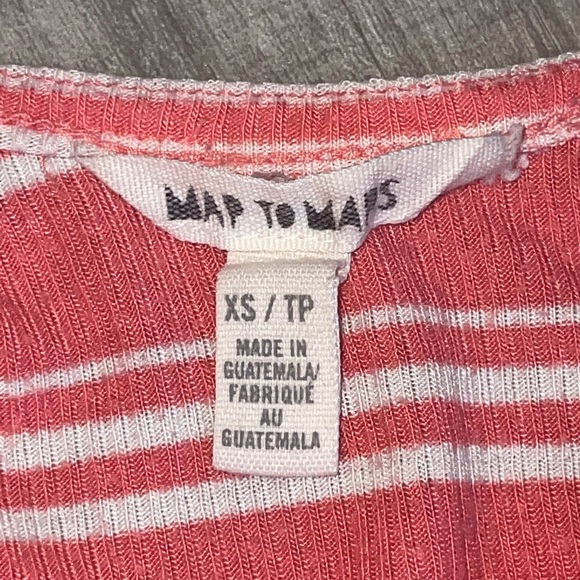 MAP TO MARS
XS / TP
MADE IN
GUATEMALA/
FABRIQUÉ
AU
GUATEMALA